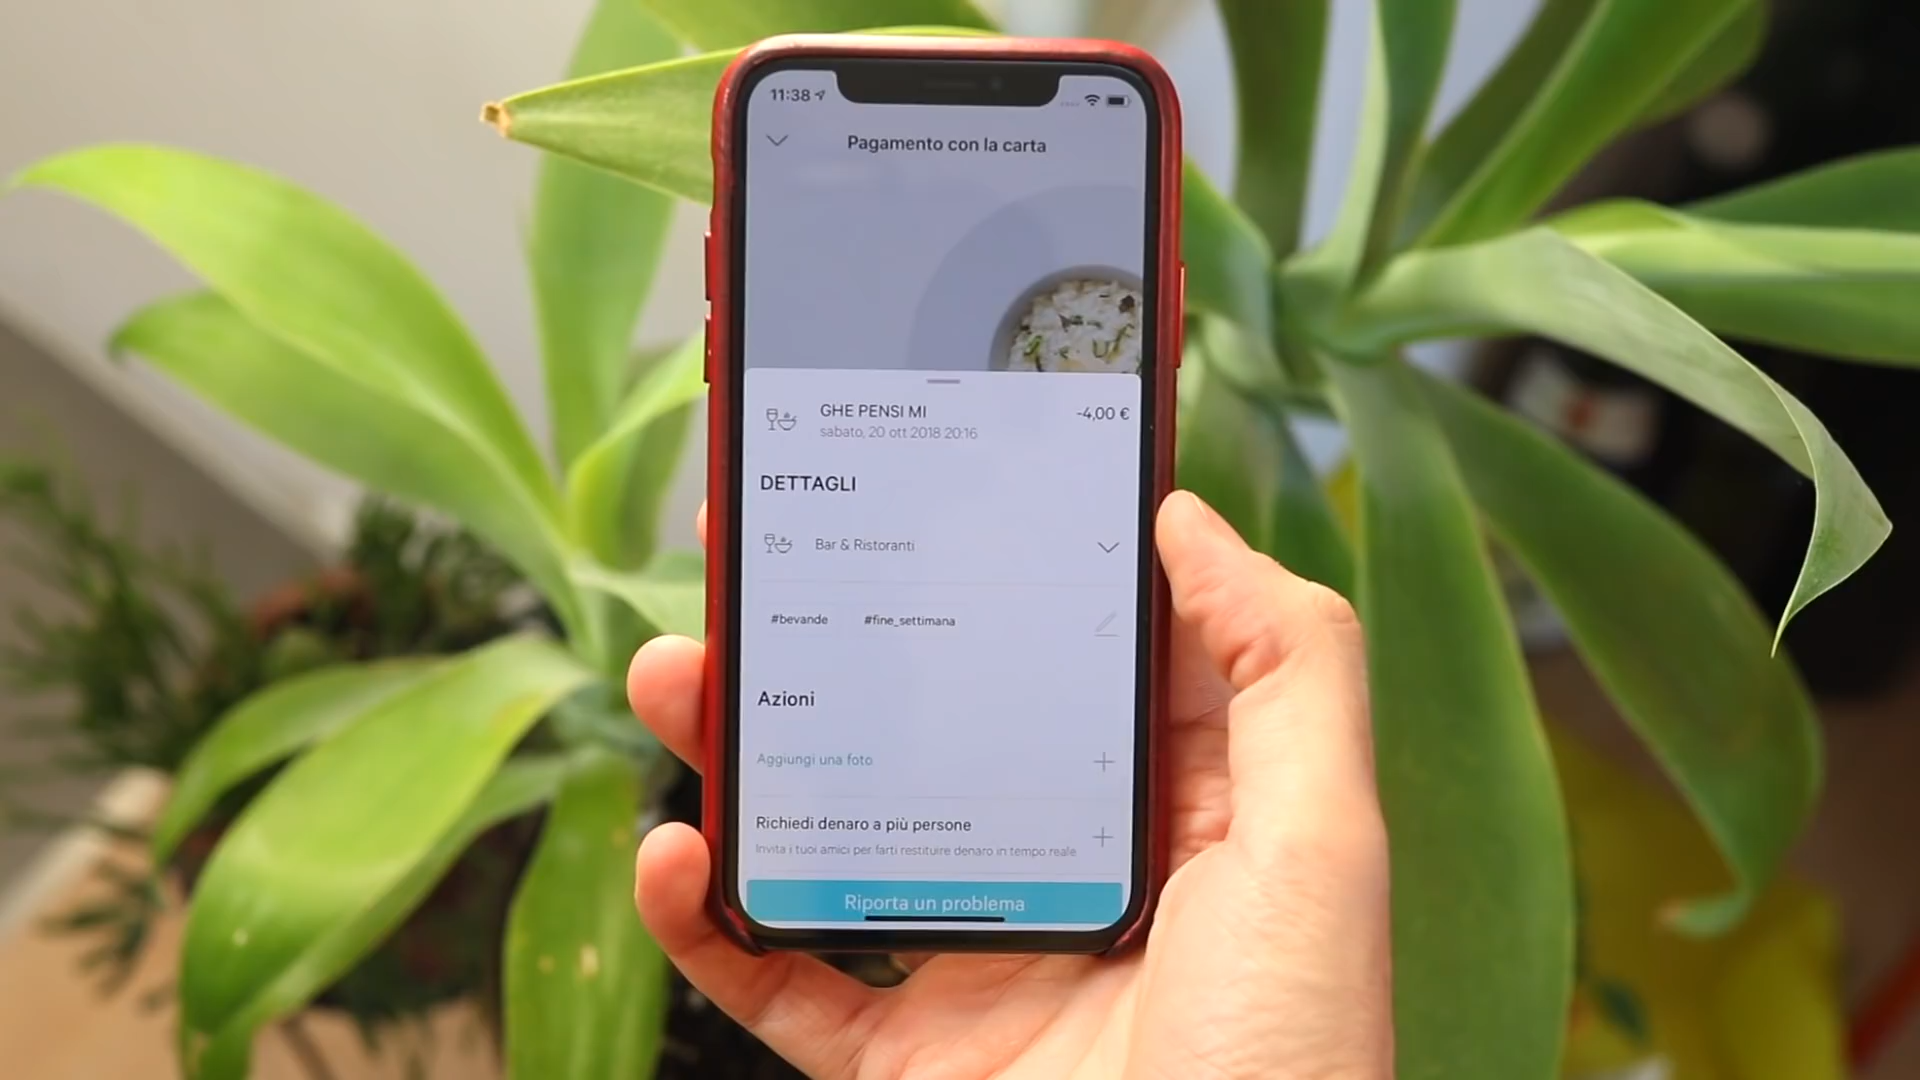 11:38
Pagamento con la carta
GHE PENSI MI
-4,00 €
sabato, 20 ott 2018 20:16
DETTAGLI
Bar & Ristoranti
#bevande #fine_settimana
Azioni
Aggiungi una foto
Richiedi denaro a più persone
Invita i tuoi amici per farti restituire denaro in tempo reale
Riporta un problema